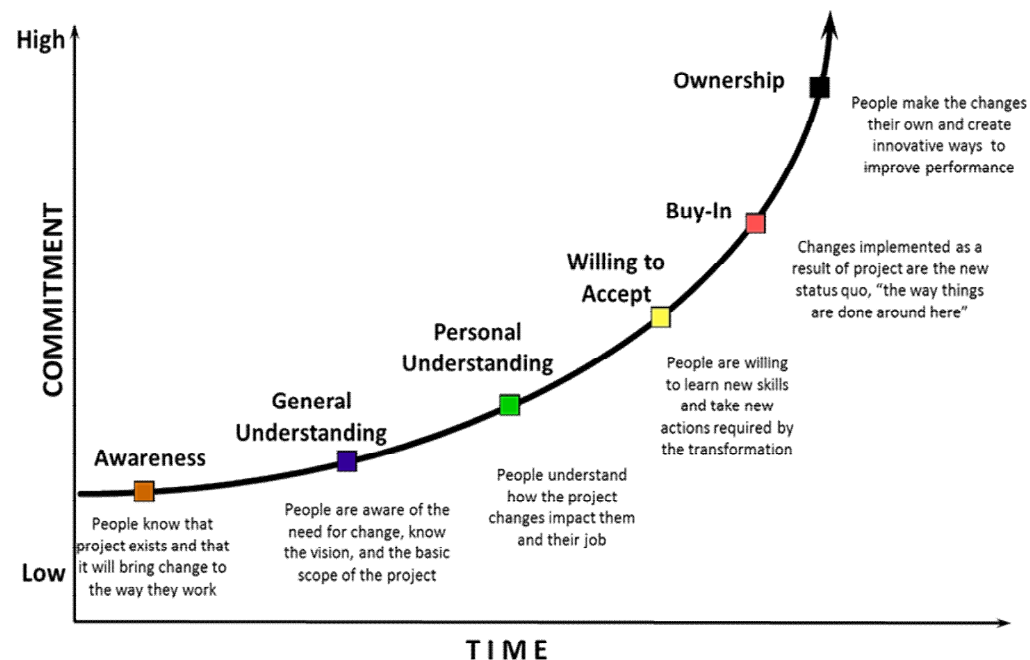 High
Ownership
People make the changes
their own and create
innovative ways to
improve performance
Buy-In
Changes implemented as a
result of project are the new
status quo, “the way things
are done around here”
Willing to
Accept
People are willing
to learn new skills
and take new
actions required by
the transformation
Personal
Understanding
People understand
how the project
changes impact them
and their job
General
Understanding
People are aware of the
need for change, know
the vision, and the basic
scope of the project
Awareness
People know that
project exists and that
it will bring change to
the way they work
COMMITMENT
Low
TIME